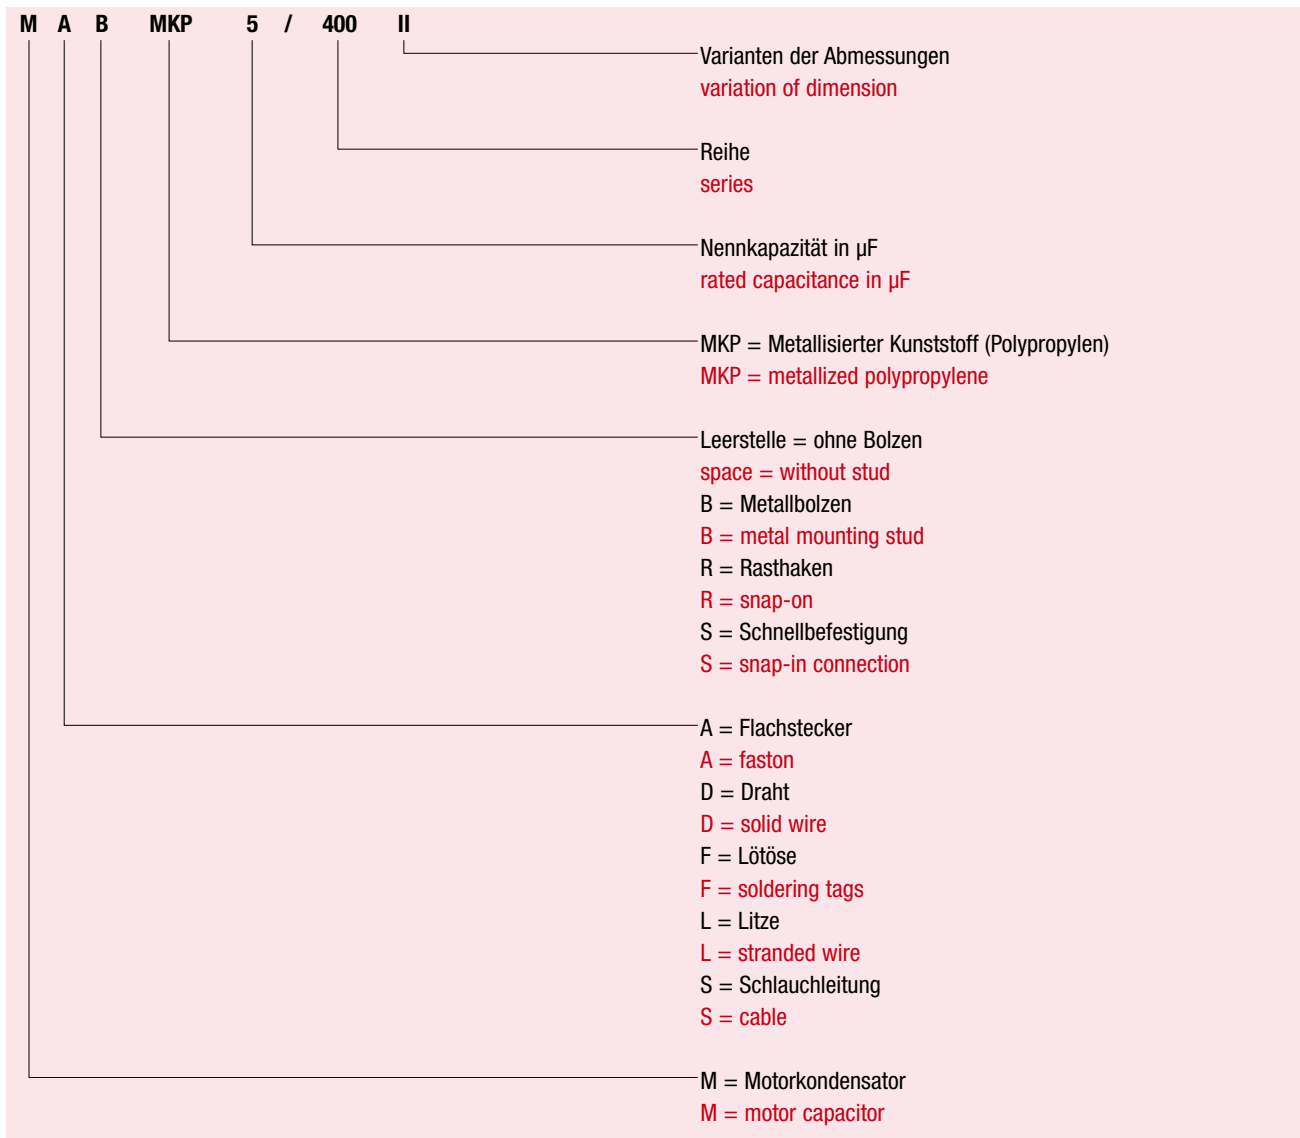 M A B MKP 5 / 400 II
Varianten der Abmessungen
variation of dimension
Reihe
series
Nennkapazität in µF
rated capacitance in µF
MKP = Metallisierter Kunststoff (Polypropylen)
MKP = metallized polypropylene
Leerstelle = ohne Bolzen
space = without stud
B = Metallbolzen
B = metal mounting stud
R = Rasthaken
R = snap-on
S = Schnellbefestigung
S = snap-in connection
A = Flachstecker
A = faston
D = Draht
D = solid wire
F = Lötöse
F = soldering tags
L = Litze
L = stranded wire
S = Schlauchleitung
S = cable
M = Motorkondensator
M = motor capacitor